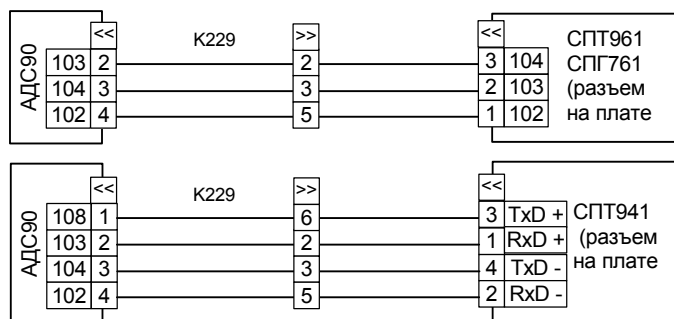 АДС90
<< K229 >> <<
103 2 2 3 104
104 3 3 2 103
102 4 5 1 102
СПТ961
СПГ761
(разъем
на плате
АДС90
<< K229 >> <<
108 1 6 3 TxD +
103 2 2 1 RxD +
104 3 3 4 TxD -
102 4 5 2 RxD -
СПТ941
(разъем
на плате